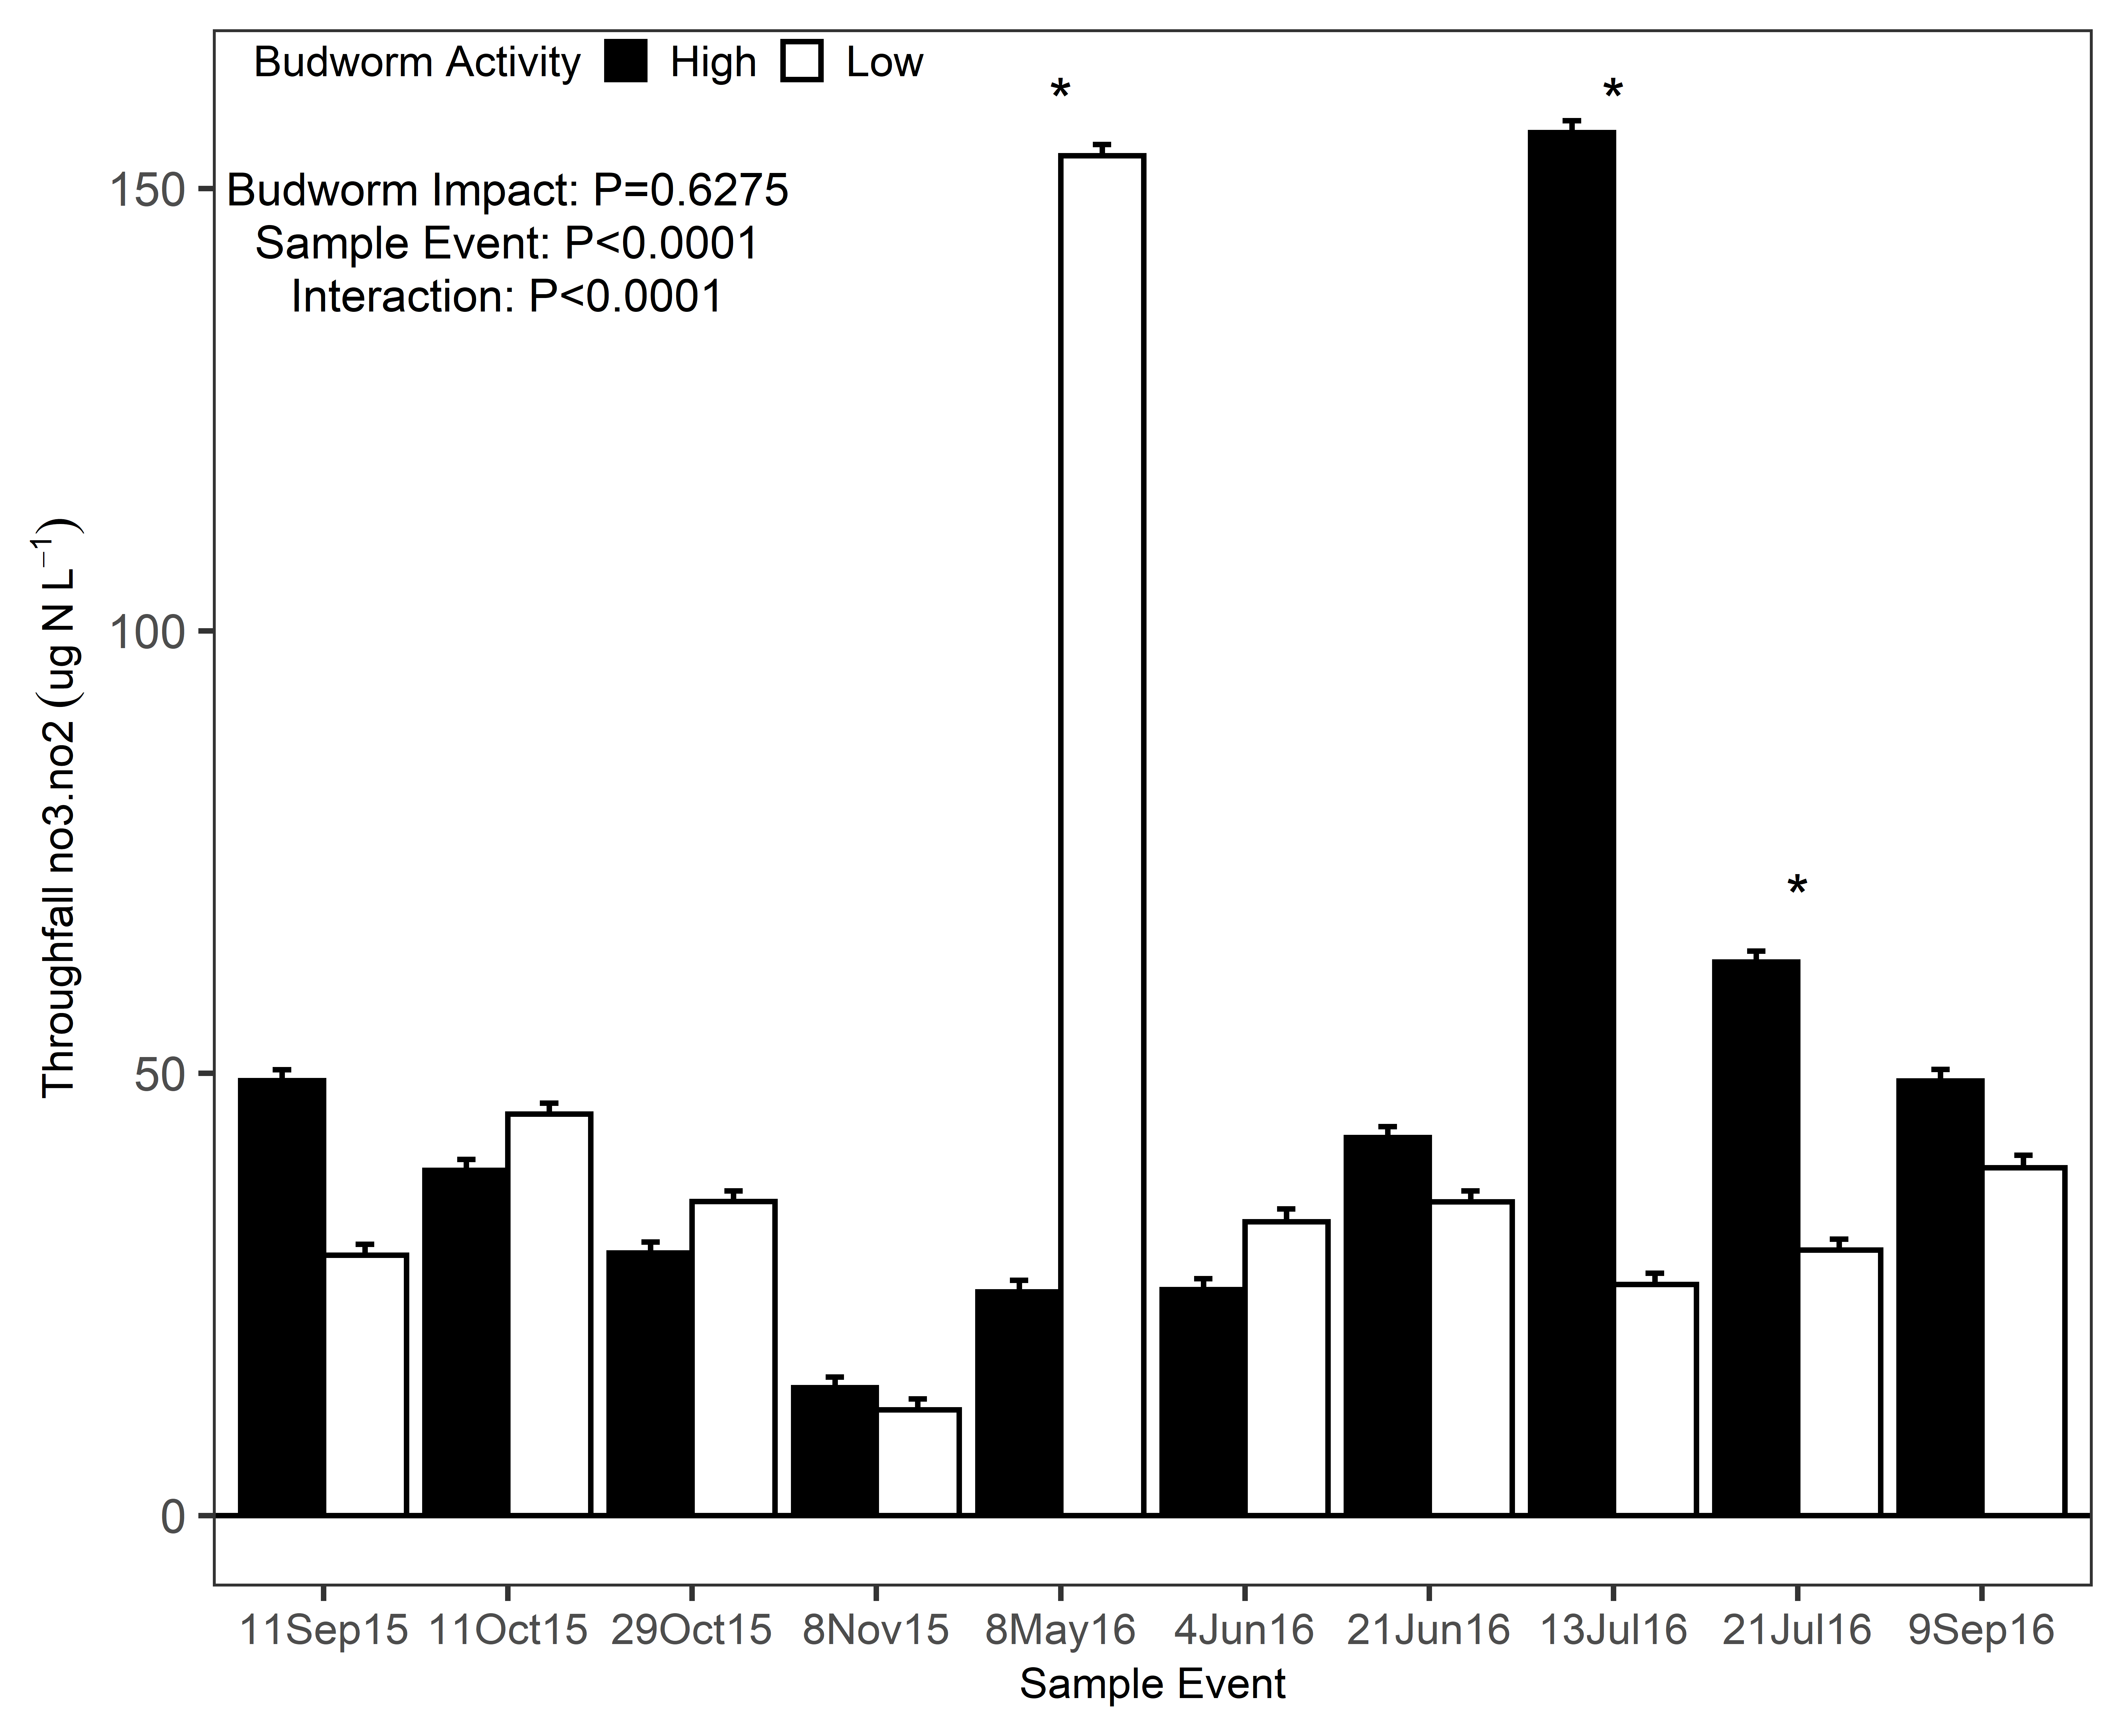 Budworm Activity High Low
* *
Budworm Impact: P=0.6275
Sample Event: P<0.0001
Interaction: P<0.0001
*
150
100
50
0
Throughfall no3.no2 (ug N L⁻¹)
11Sep15 11Oct15 29Oct15 8Nov15 8May16 4Jun16 21Jun16 13Jul16 21Jul16 9Sep16
Sample Event